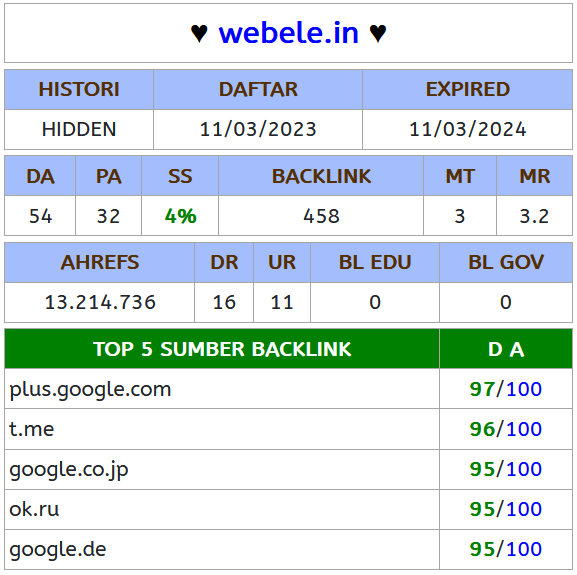 ♥ webele.in ♥
HISTORI DAFTAR EXPIRED
HIDDEN 11/03/2023 11/03/2024
DA PA SS BACKLINK MT MR
54 32 4% 458 3 3.2
AHREFS DR UR BL EDU BL GOV
13.214.736 16 11 0 0
TOP 5 SUMBER BACKLINK D A
plus.google.com 97/100
t.me 96/100
google.co.jp 95/100
ok.ru 95/100
google.de 95/100